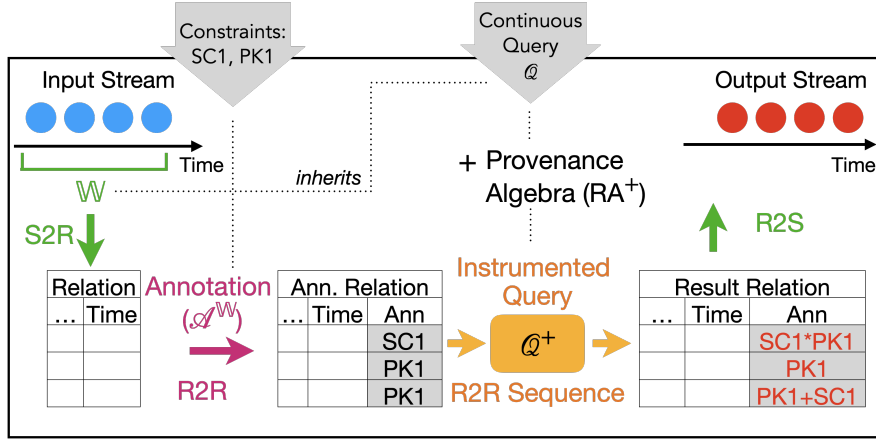 Constraints:
SC1, PK1
Continuous
Query
𝒬
Input Stream
Output Stream
Time
Time
inherits
+ Provenance
Algebra (RA⁺)
𝕎
S2R
R2S
Relation
… Time
Annotation
(𝒜^𝕎)
R2R
Ann. Relation
… Time Ann
SC1
PK1
PK1
Instrumented
Query
𝒬⁺
R2R Sequence
Result Relation
… Time Ann
SC1*PK1
PK1
PK1+SC1